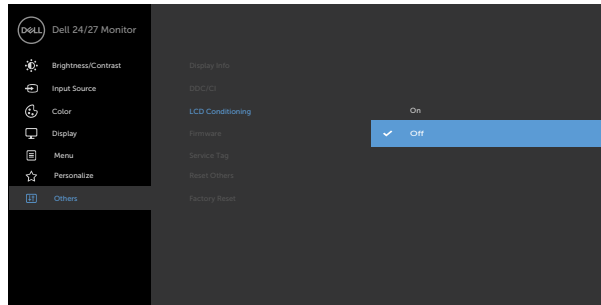 DELL Dell 24/27 Monitor
Brightness/Contrast
Input Source
Color
Display
Menu
Personalize
Others
Display Info
DDC/CI
LCD Conditioning
Firmware
Service Tag
Reset Others
Factory Reset
On
Off